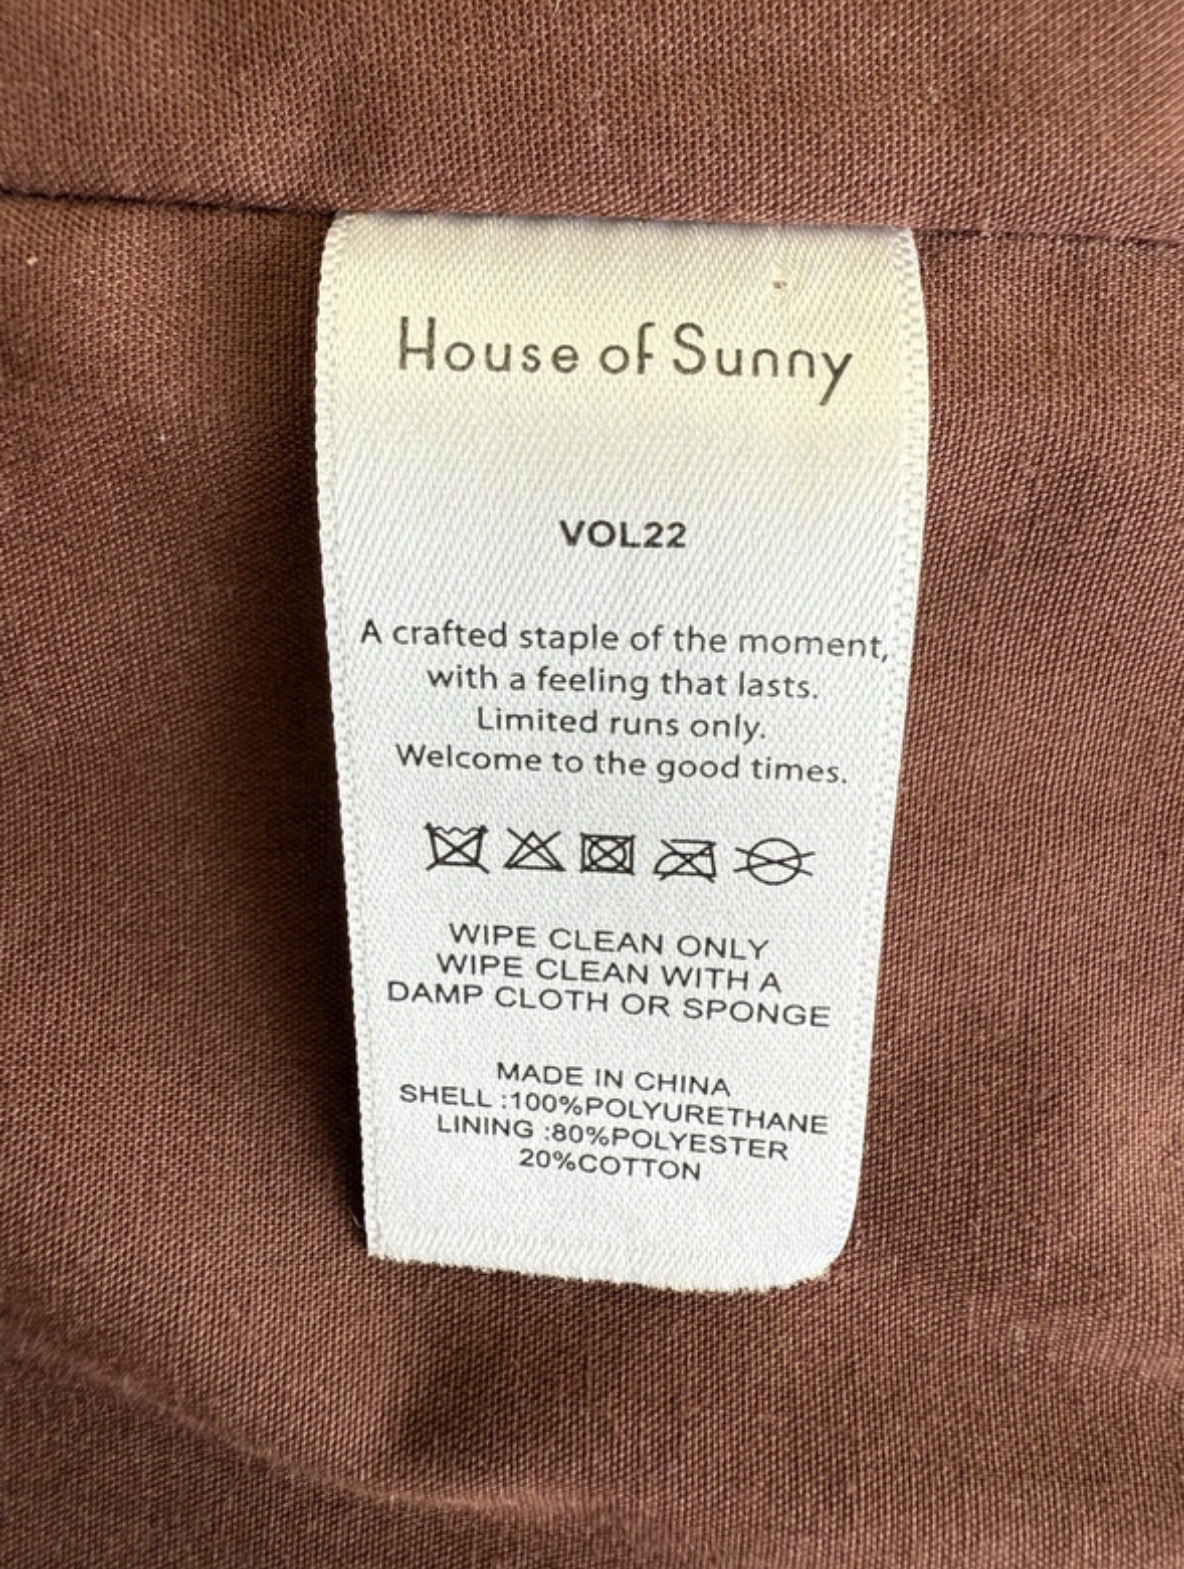 House of Sunny
VOL22
A crafted staple of the moment,
with a feeling that lasts.
Limited runs only.
Welcome to the good times.
WIPE CLEAN ONLY
WIPE CLEAN WITH A
DAMP CLOTH OR SPONGE
MADE IN CHINA
SHELL :100%POLYURETHANE
LINING :80%POLYESTER
20%COTTON